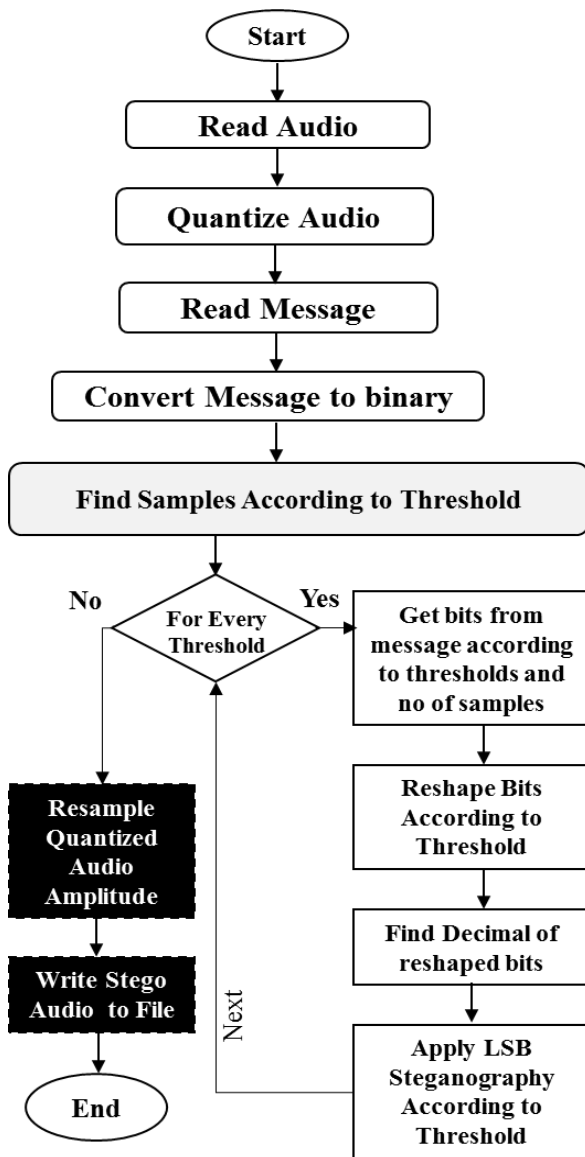 Start
Read Audio
Quantize Audio
Read Message
Convert Message to binary
Find Samples According to Threshold
No
For Every
Threshold
Yes
Get bits from
message according
to thresholds and
no of samples
Reshape Bits
According to
Threshold
Find Decimal of
reshaped bits
Apply LSB
Steganography
According to
Threshold
Next
Resample
Quantized
Audio
Amplitude
Write Stego
Audio to File
End